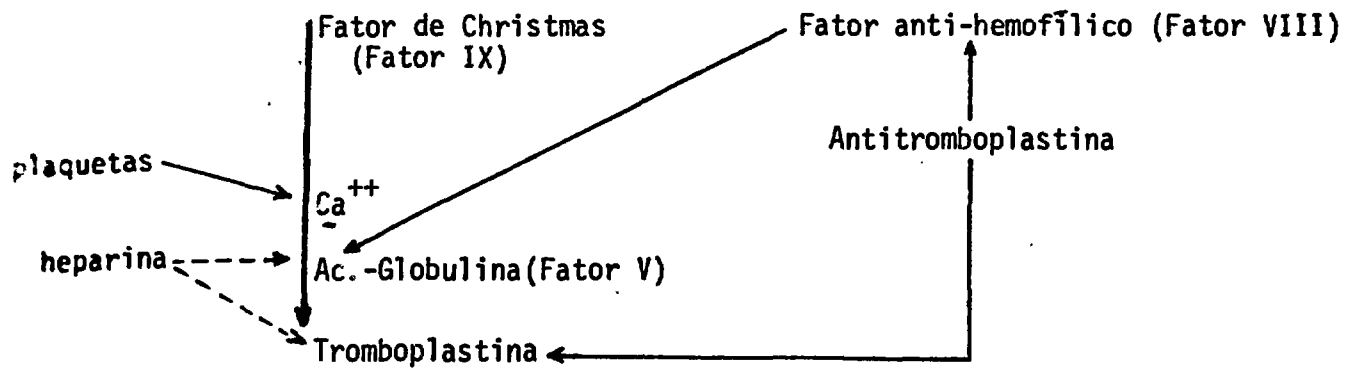 Fator de Christmas
(Fator IX)
Fator anti-hemofílico (Fator VIII)
Antitromboplastina
plaquetas
Ca++
heparina
Ac.-Globulina(Fator V)
Tromboplastina